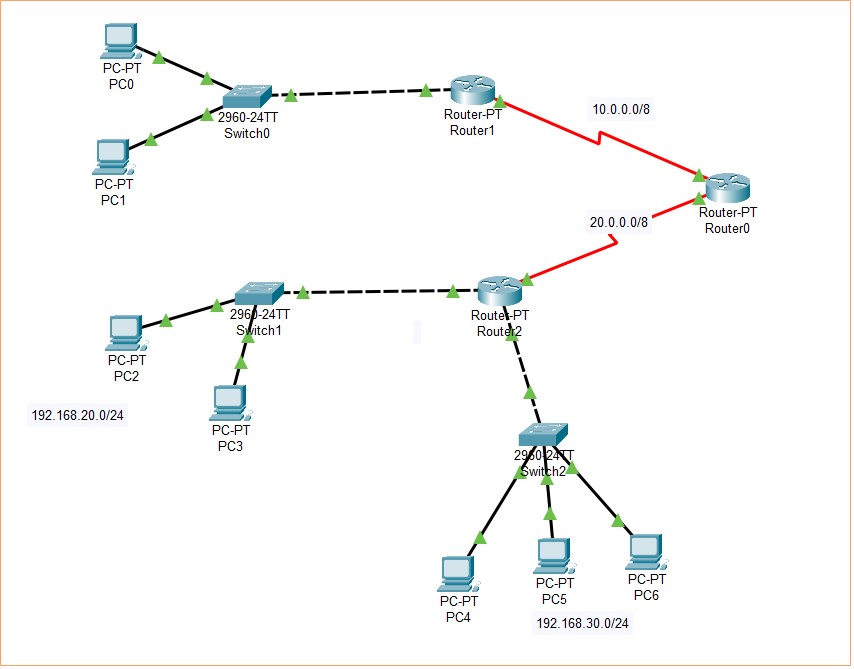 PC-PT
PC0
2960-24TT
Switch0
Router-PT
Router1
10.0.0.0/8
PC-PT
PC1
Router-PT
Router0
20.0.0.0/8
2960-24TT
Switch1
Router-PT
Router2
PC-PT
PC2
192.168.20.0/24
PC-PT
PC3
2960-24TT
Switch2
PC-PT
PC4
PC-PT
PC5
PC-PT
PC6
192.168.30.0/24